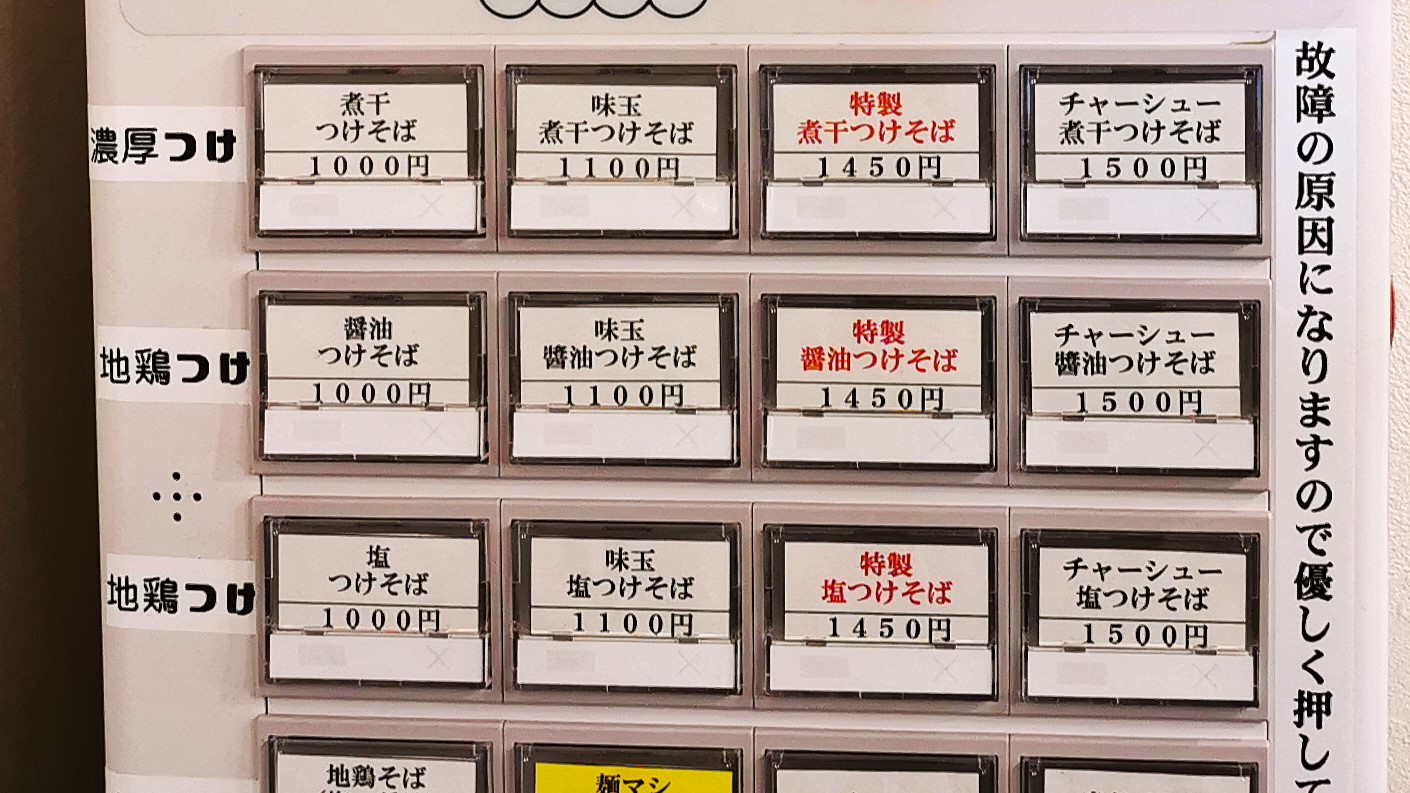 濃厚つけ
煮干
つけそば
1000円
味玉
煮干つけそば
1100円
特製
煮干つけそば
1450円
チャーシュー
煮干つけそば
1500円
地鶏つけ
醤油
つけそば
1000円
味玉
醬油つけそば
1100円
特製
醤油つけそば
1450円
チャーシュー
醬油つけそば
1500円
地鶏つけ
塩
つけそば
1000円
味玉
塩つけそば
1100円
特製
塩つけそば
1450円
チャーシュー
塩つけそば
1500円
地鶏そば
麺マシ
故障の原因になりますので優しく押して